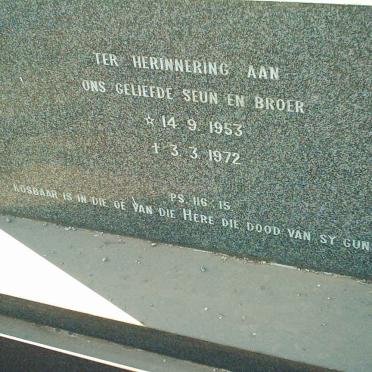 TER HERINNERING AAN
ONS GELIEFDE SEUN EN BROER
☆ 14. 9. 1953
✝ 3. 3. 1972
PS. 116 : 15
KOSBAAR IS IN DIE OË VAN DIE HERE DIE DOOD VAN SY GUN